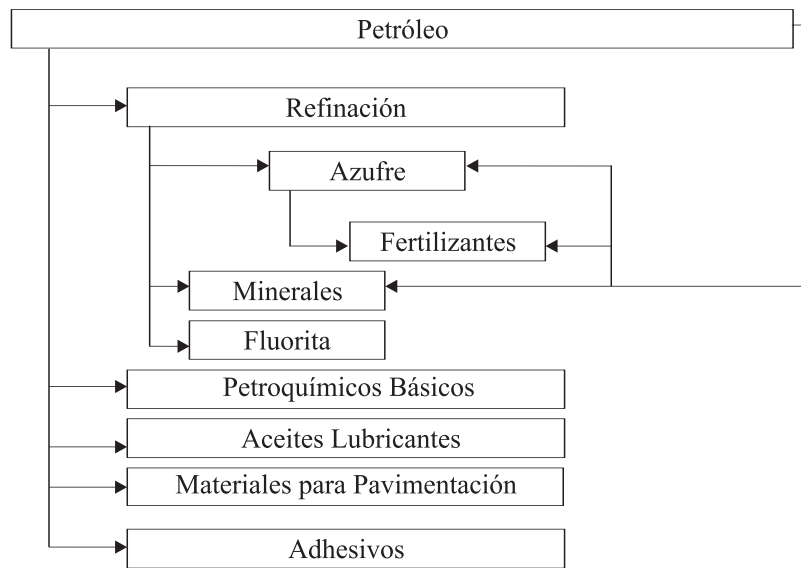 Petróleo
Refinación
Azufre
Fertilizantes
Minerales
Fluorita
Petroquímicos Básicos
Aceites Lubricantes
Materiales para Pavimentación
Adhesivos